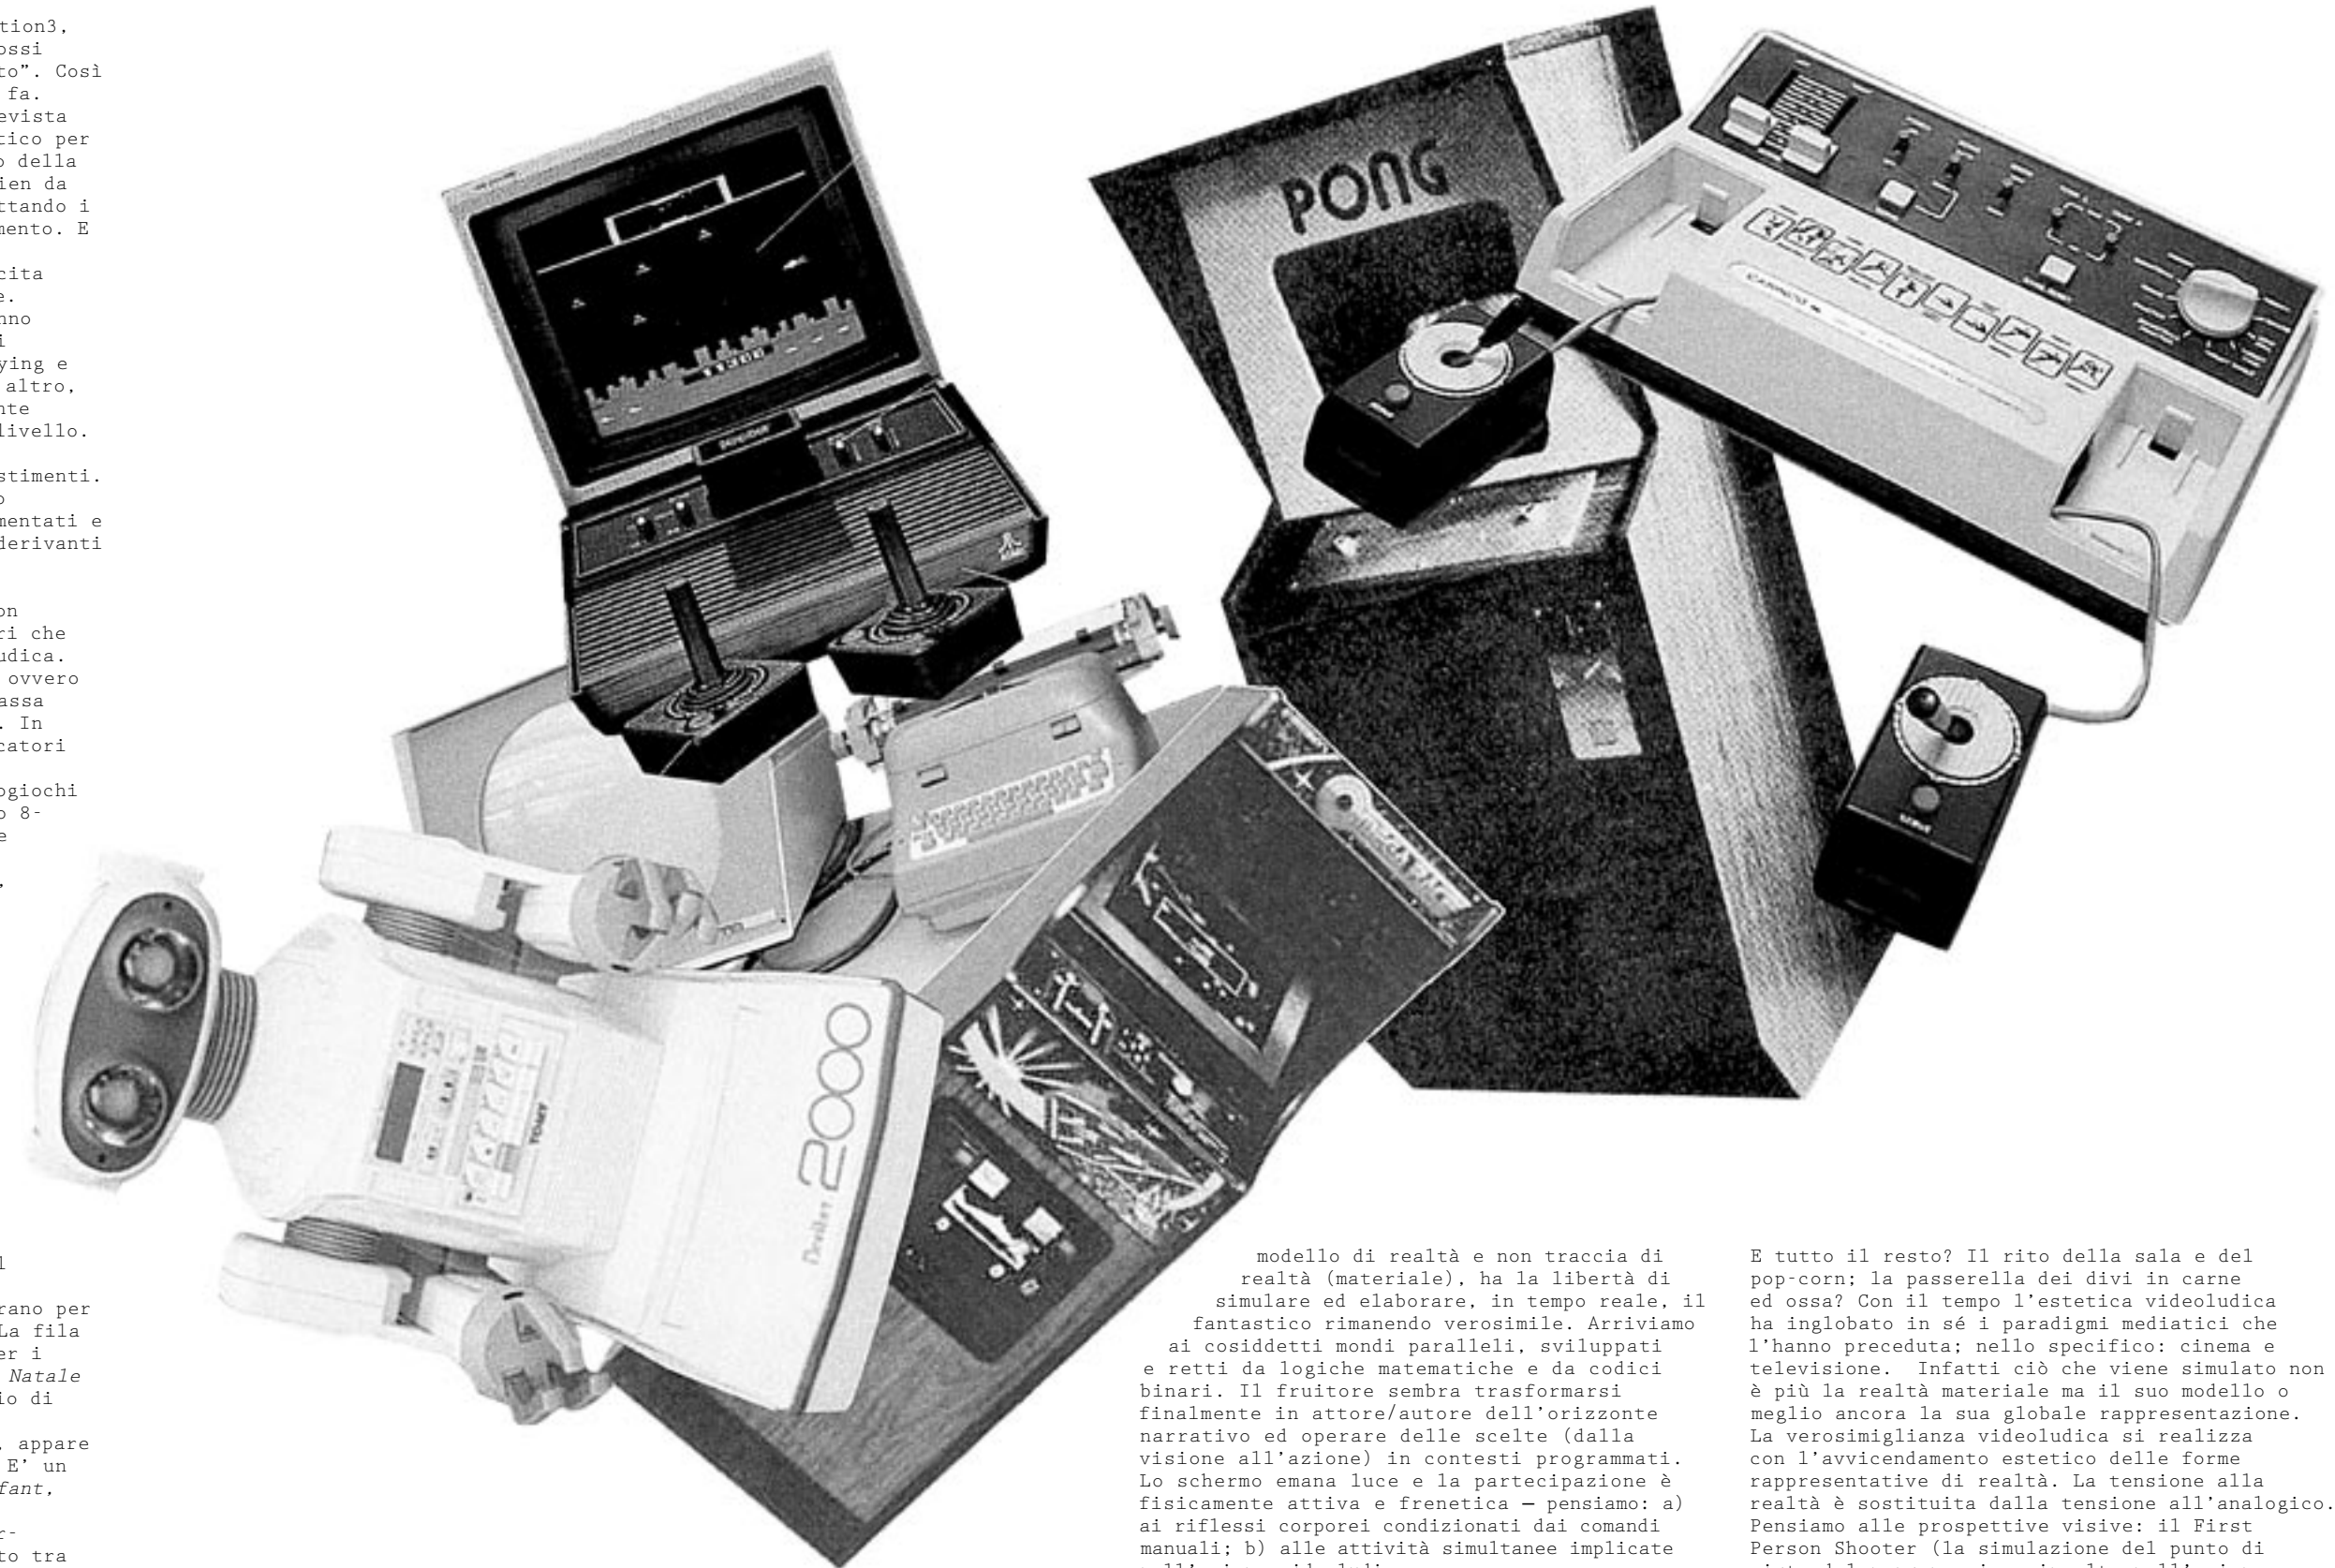 tion3,
ossi
to”. Così
fa.
evista
tico per
o della
ien da
ttando i
mento. E
cita
e.
nno
i
ying e
altro,
nte
livello.
stimenti.
o
mentati e
derivanti
on
ri che
udica.
ovvero
assa
. In
catori
ogiochi
o 8-
e
,
l
rano per
La fila
er i
Natale
io di
, appare
E' un
fant,
r-
to tra
PONG
TOMY
2000
modello di realtà e non traccia di
realtà (materiale), ha la libertà di
simulare ed elaborare, in tempo reale, il
fantastico rimanendo verosimile. Arriviamo
ai cosiddetti mondi paralleli, sviluppati
e retti da logiche matematiche e da codici
binari. Il fruitore sembra trasformarsi
finalmente in attore/autore dell'orizzonte
narrativo ed operare delle scelte (dalla
visione all'azione) in contesti programmati.
Lo schermo emana luce e la partecipazione è
fisicamente attiva e frenetica – pensiamo: a)
ai riflessi corporei condizionati dai comandi
manuali; b) alle attività simultanee implicate
E tutto il resto? Il rito della sala e del
pop-corn; la passerella dei divi in carne
ed ossa? Con il tempo l'estetica videoludica
ha inglobato in sé i paradigmi mediatici che
l'hanno preceduta; nello specifico: cinema e
televisione. Infatti ciò che viene simulato non
è più la realtà materiale ma il suo modello o
meglio ancora la sua globale rappresentazione.
La verosimiglianza videoludica si realizza
con l'avvicendamento estetico delle forme
rappresentative di realtà. La tensione alla
realtà è sostituita dalla tensione all'analogico.
Pensiamo alle prospettive visive: il First
Person Shooter (la simulazione del punto di